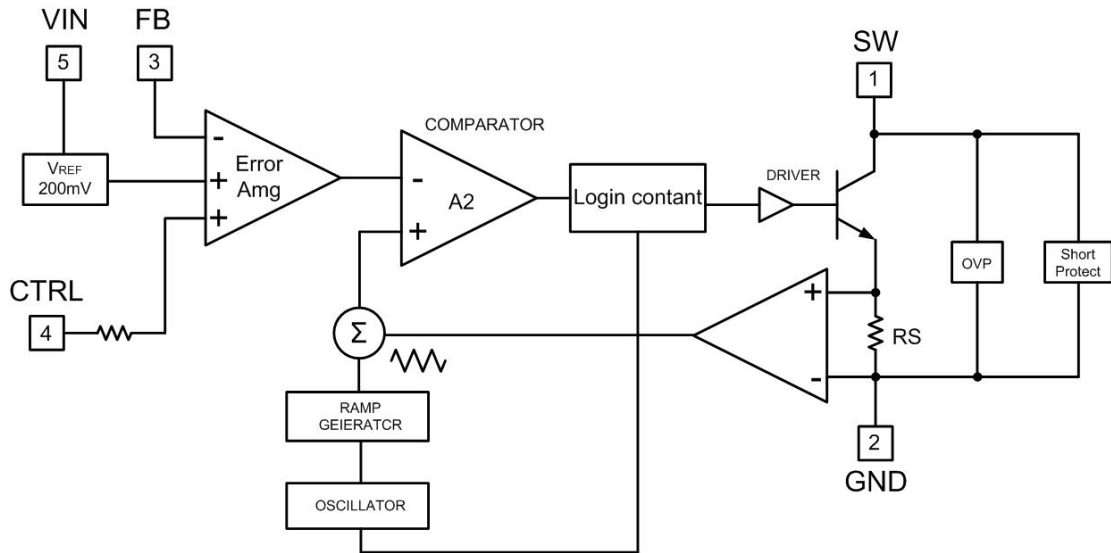 VIN
FB
SW
5
3
1
COMPARATOR
-
VREF
200mV
+
+
Error
Amg
-
+
A2
Login contant
DRIVER
OVP
Short
Protect
CTRL
4
Σ
+
-
RS
RAMP
GEIERATCR
2
GND
OSCILLATOR